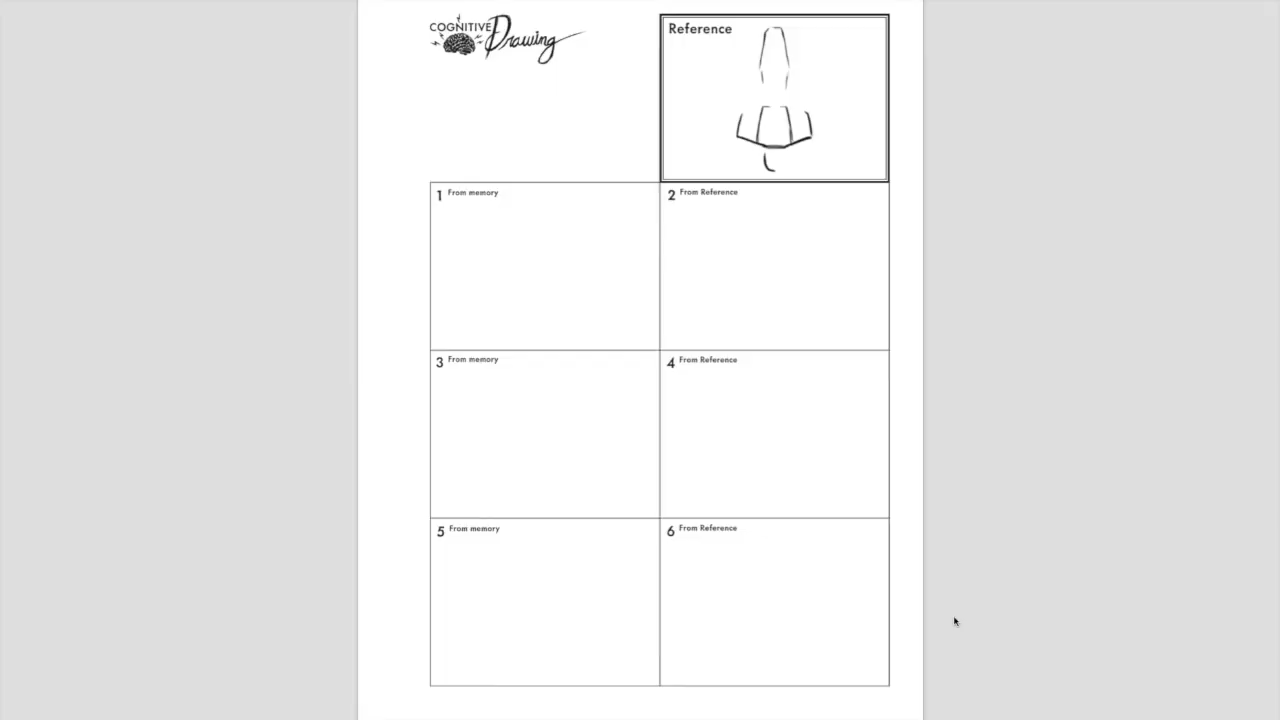 COGNITIVE Drawing
Reference
1 From memory
2 From Reference
3 From memory
4 From Reference
5 From memory
6 From Reference